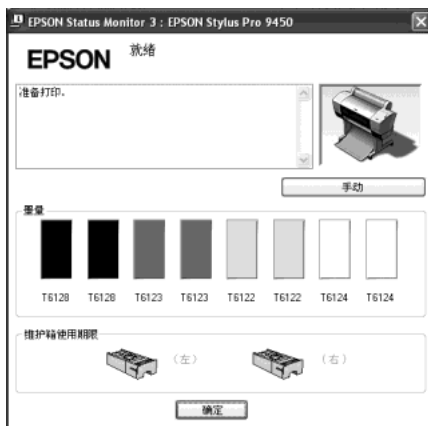 EPSON Status Monitor 3 : EPSON Stylus Pro 9450
EPSON
就绪
准备打印。
手动
墨量
T6128 T6128 T6123 T6123 T6122 T6122 T6124 T6124
维护箱使用期限
（左） （右）
确定